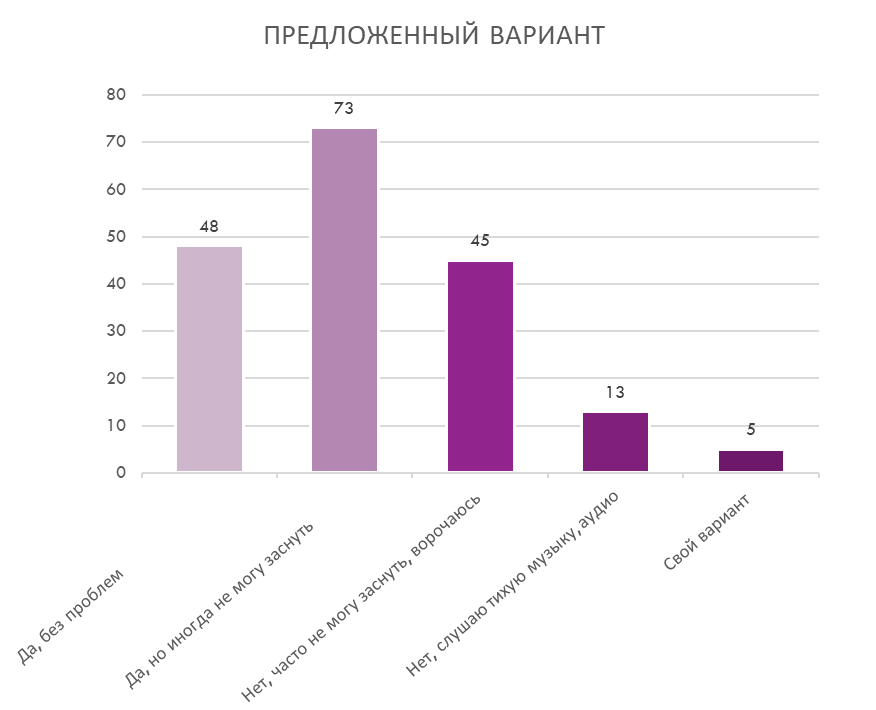 ПРЕДЛОЖЕННЫЙ ВАРИАНТ
80
70
60
50
40
30
20
10
0
48
73
45
13
5
Да, без проблем
Да, но иногда не могу заснуть
Нет, часто не могу заснуть, ворочаюсь
Нет, слушаю тихую музыку, аудио
Свой вариант